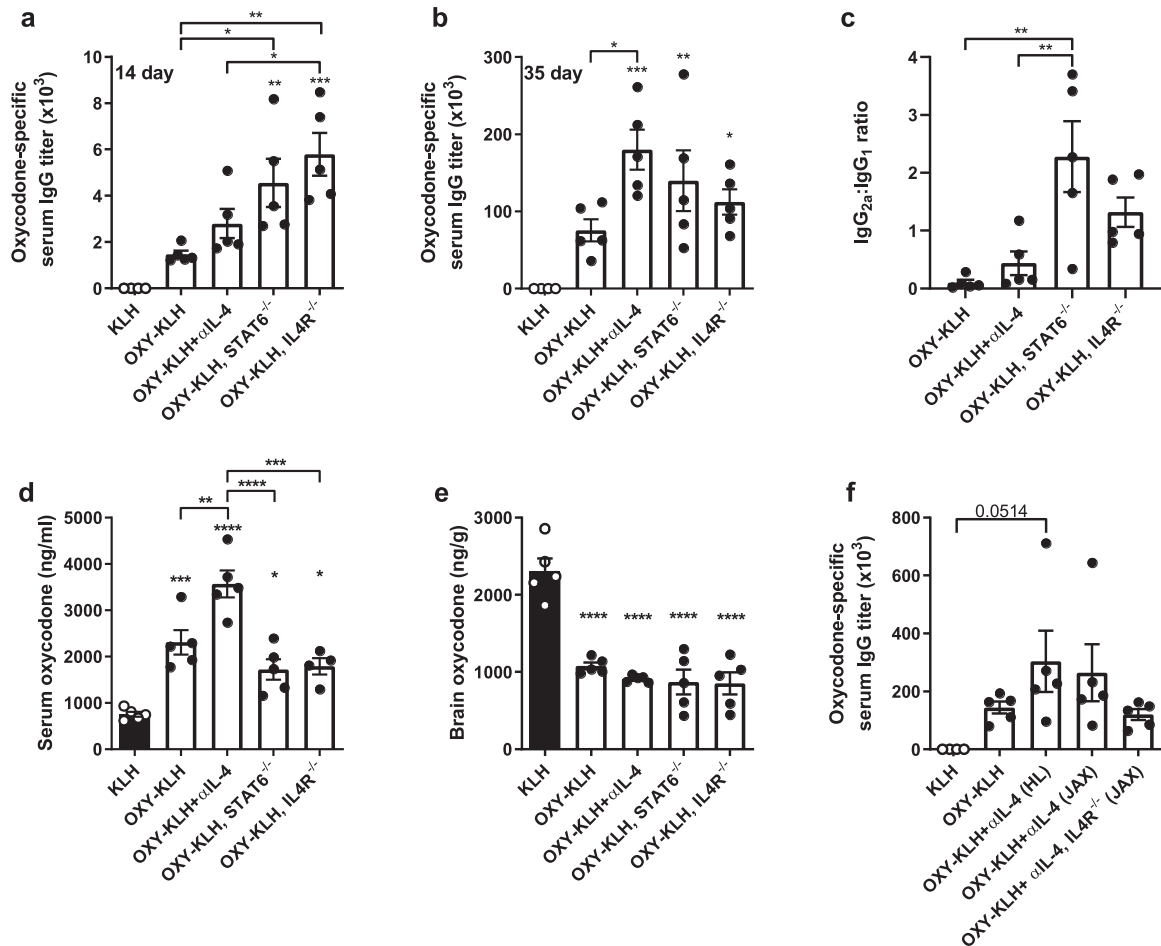 a
**
*
*
14 day
**
***
Oxycodone-specific
serum IgG titer (x10³)
10
8
6
4
2
0
KLH
OXY-KLH
OXY-KLH+αIL-4
OXY-KLH, STAT6-/-
OXY-KLH, IL4R-/-
b
*
35 day
***
**
*
Oxycodone-specific
serum IgG titer (x10³)
300
200
100
0
KLH
OXY-KLH
OXY-KLH+αIL-4
OXY-KLH, STAT6-/-
OXY-KLH, IL4R-/-
c
**
**
IgG2a:IgG1 ratio
4
3
2
1
0
OXY-KLH
OXY-KLH+αIL-4
OXY-KLH, STAT6-/-
OXY-KLH, IL4R-/-
d
***
****
**
***
****
*
*
Serum oxycodone (ng/ml)
5000
4000
3000
2000
1000
0
KLH
OXY-KLH
OXY-KLH+αIL-4
OXY-KLH, STAT6-/-
OXY-KLH, IL4R-/-
e
****
****
****
****
Brain oxycodone (ng/g)
3000
2000
1000
0
KLH
OXY-KLH
OXY-KLH+αIL-4
OXY-KLH, STAT6-/-
OXY-KLH, IL4R-/-
f
0.0514
Oxycodone-specific
serum IgG titer (x10³)
800
600
400
200
0
KLH
OXY-KLH
OXY-KLH+αIL-4 (HL)
OXY-KLH+αIL-4 (JAX)
OXY-KLH+ αIL-4, IL4R-/- (JAX)